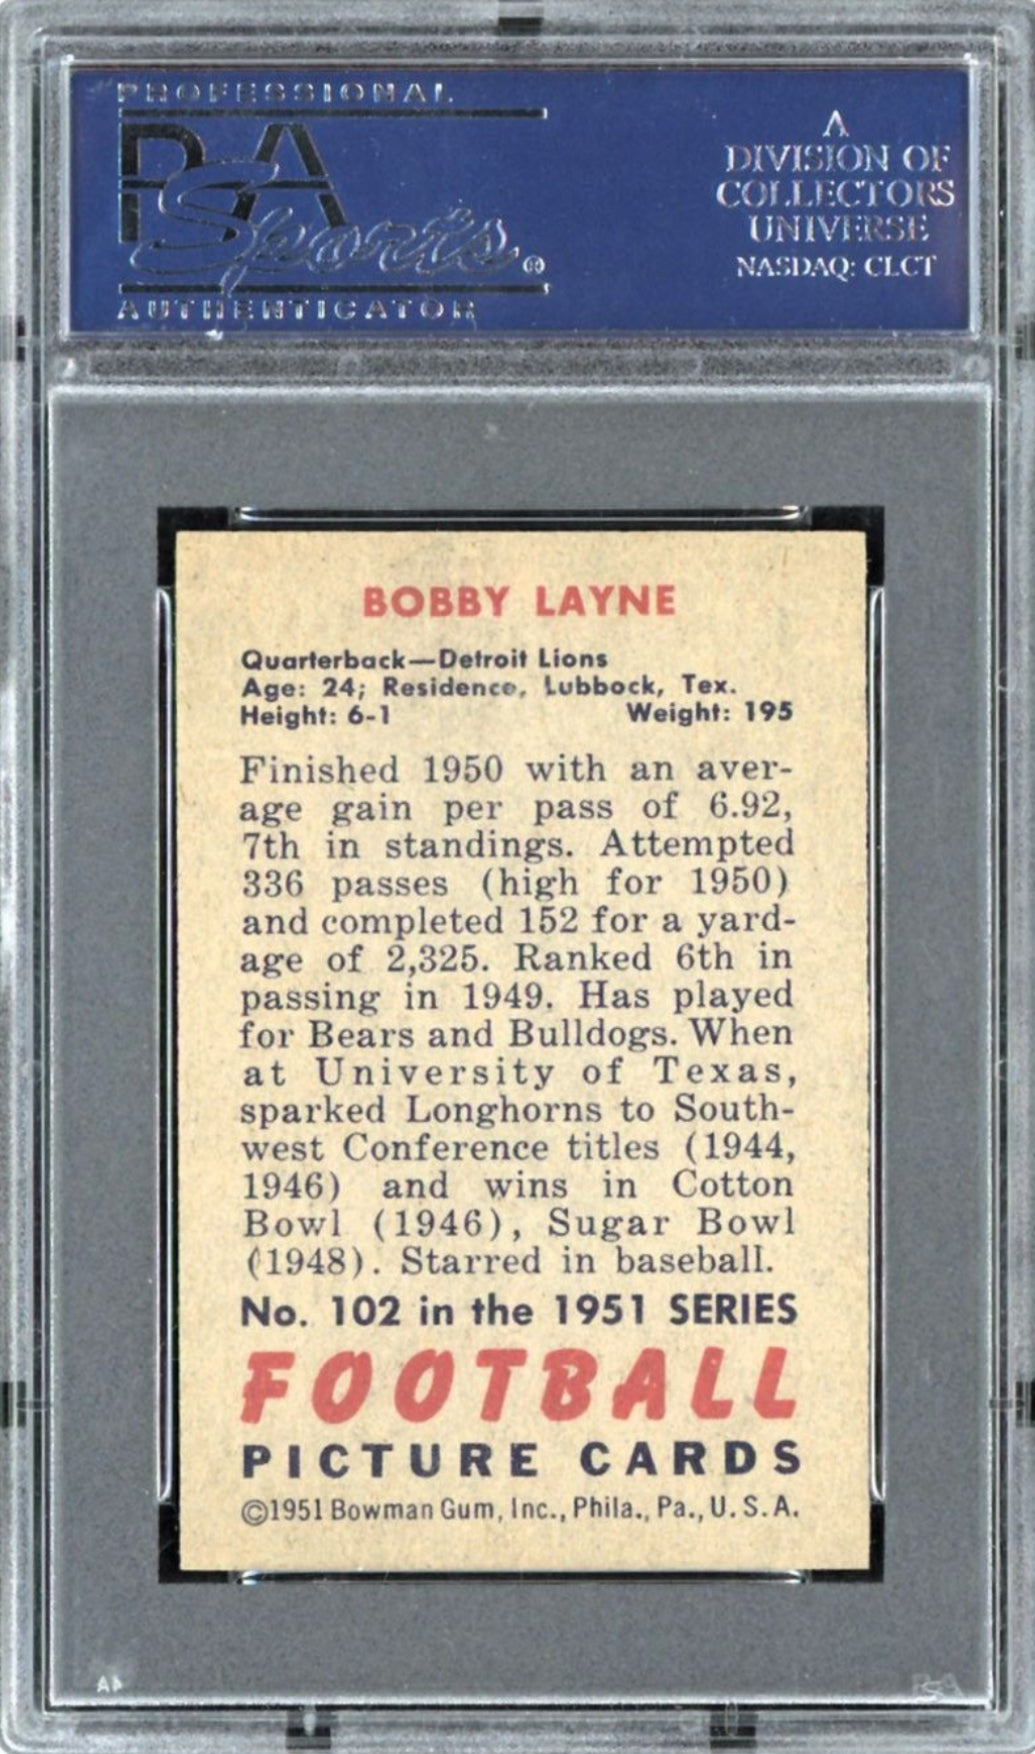 PROFESSIONAL
PSA
Sports®
AUTHENTICATOR
A
DIVISION OF
COLLECTORS
UNIVERSE
NASDAQ: CLCT
BOBBY LAYNE
Quarterback—Detroit Lions
Age: 24; Residence, Lubbock, Tex.
Height: 6-1 Weight: 195
Finished 1950 with an aver-
age gain per pass of 6.92,
7th in standings. Attempted
336 passes (high for 1950)
and completed 152 for a yard-
age of 2,325. Ranked 6th in
passing in 1949. Has played
for Bears and Bulldogs. When
at University of Texas,
sparked Longhorns to South-
west Conference titles (1944,
1946) and wins in Cotton
Bowl (1946), Sugar Bowl
(1948). Starred in baseball.
No. 102 in the 1951 SERIES
FOOTBALL
PICTURE CARDS
©1951 Bowman Gum, Inc., Phila., Pa., U.S.A.
PSA